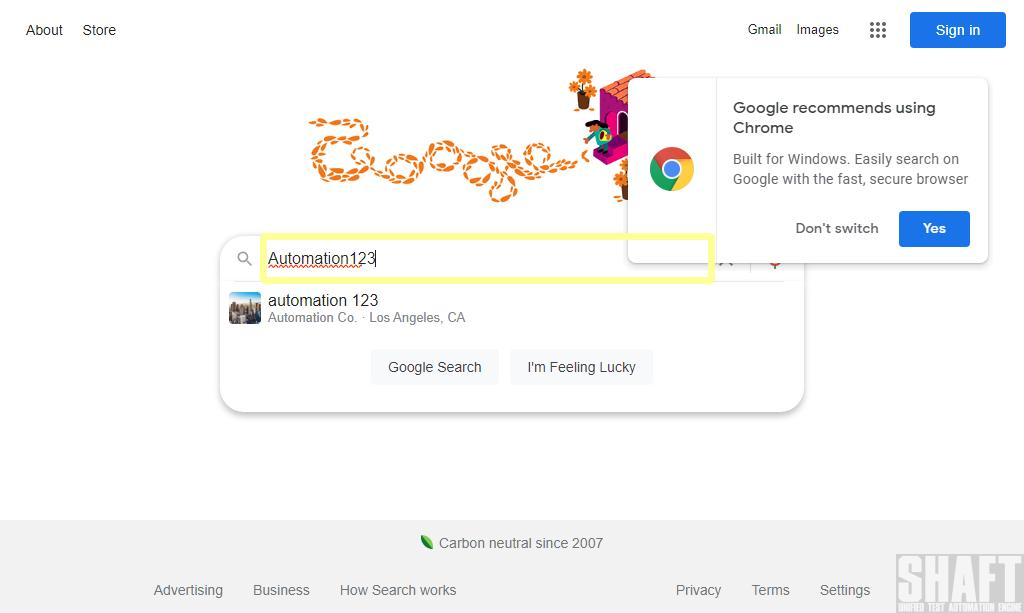 About Store Gmail Images Sign in
Google
Google recommends using
Chrome
Built for Windows. Easily search on
Google with the fast, secure browser
Don't switch Yes
Automation123
automation 123
Automation Co. · Los Angeles, CA
Google Search I'm Feeling Lucky
Carbon neutral since 2007
Advertising Business How Search works Privacy Terms Settings
SHAFT
UNIFIED TEST AUTOMATION ENGINE